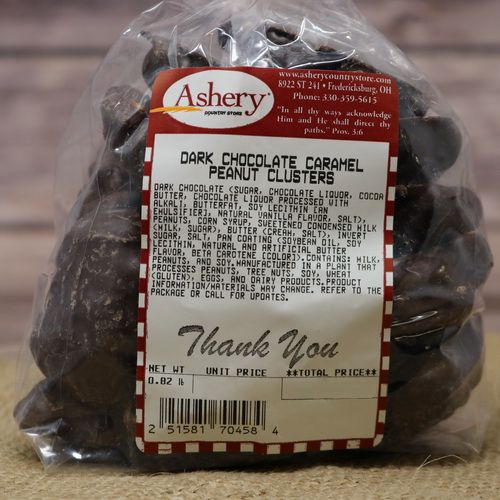 Ashery
COUNTRY STORE
www.asherycountrystore.com
8922 ST 241 • Fredericksburg, OH
Phone: 330-359-5615
"In all thy ways acknowledge
Him and He shall direct thy
paths." Prov. 3:6
DARK CHOCOLATE CARAMEL
PEANUT CLUSTERS
DARK CHOCOLATE (SUGAR, CHOCOLATE LIQUOR, COCOA
BUTTER, CHOCOLATE LIQUOR PROCESSED WITH
ALKALI, BUTTERFAT, SOY LECITHIN (AN
EMULSIFIER), NATURAL VANILLA FLAVOR, SALT),
PEANUTS, CORN SYRUP, SWEETENED CONDENSED MILK
(MILK, SUGAR), BUTTER (CREAM, SALT), INVERT
SUGAR, SALT, PAN COATING (SOYBEAN OIL, SOY
LECITHIN, NATURAL AND ARTIFICIAL BUTTER
FLAVOR, BETA CAROTENE (COLOR).CONTAINS: MILK,
PEANUTS, AND SOY.MANUFACTURED IN A PLANT THAT
PROCESSES PEANUTS, TREE NUTS, SOY, WHEAT
(GLUTEN), EGGS, AND DAIRY PRODUCTS.PRODUCT
INFORMATION/MATERIALS MAY CHANGE. REFER TO THE
PACKAGE OR CALL FOR UPDATES.
Thank You
NET WT UNIT PRICE **TOTAL PRICE**
0.82 lb
2 51581 70458 4